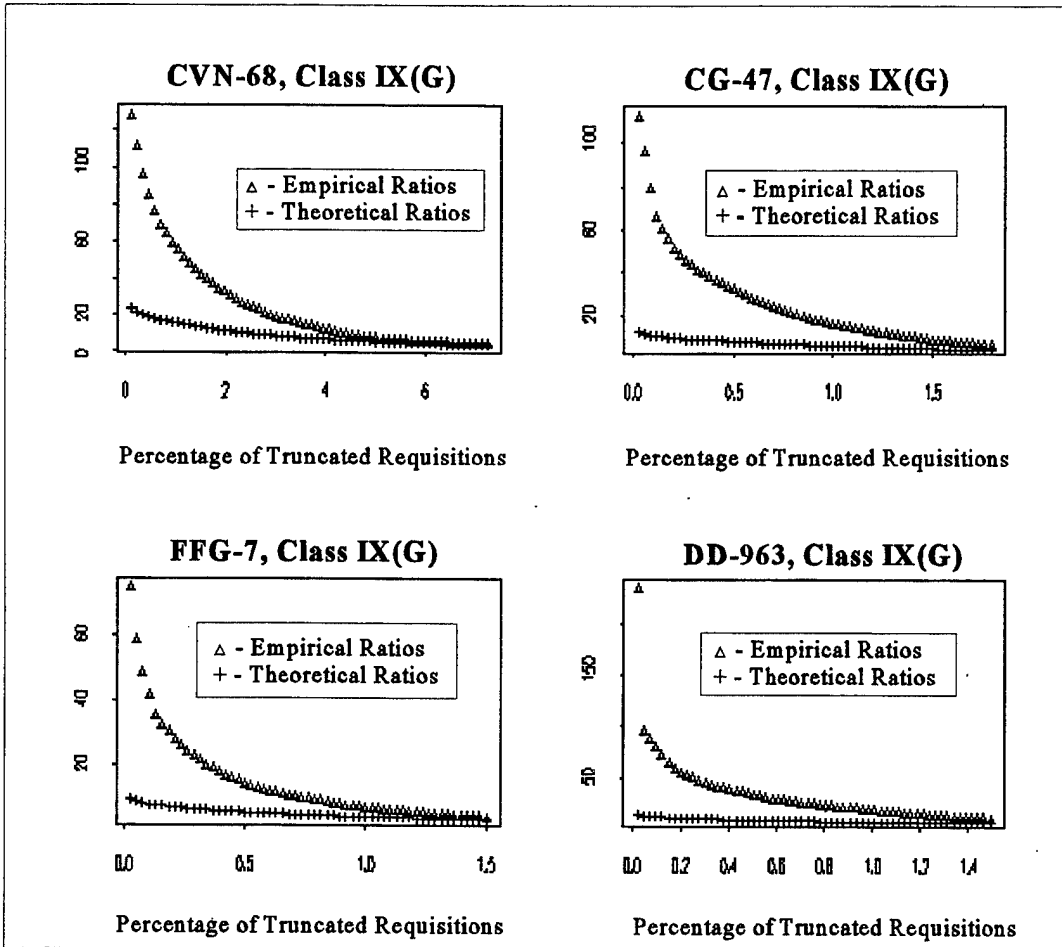 CVN-68, Class IX(G)
100
60
20
0
△ - Empirical Ratios
+ - Theoretical Ratios
0 2 4 6
Percentage of Truncated Requisitions
CG-47, Class IX(G)
100
60
20
△ - Empirical Ratios
+ - Theoretical Ratios
0.0 0.5 1.0 1.5
Percentage of Truncated Requisitions
FFG-7, Class IX(G)
60
40
20
△ - Empirical Ratios
+ - Theoretical Ratios
0.0 0.5 1.0 1.5
Percentage of Truncated Requisitions
DD-963, Class IX(G)
150
50
△ - Empirical Ratios
+ - Theoretical Ratios
0.0 0.2 0.4 0.6 0.8 1.0 1.2 1.4
Percentage of Truncated Requisitions